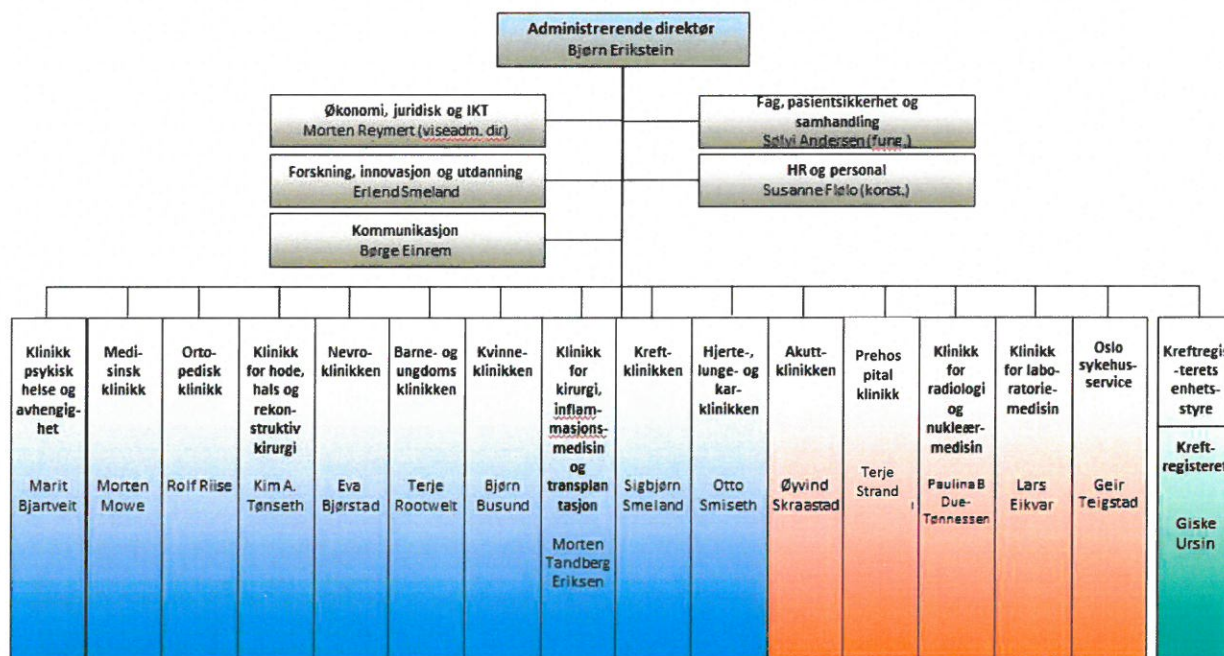 Administrerende direktør
Bjørn Erikstein
Økonomi, juridisk og IKT
Morten Reymert (viseadm. dir)
Fag, pasientsikkerhet og
samhandling
Sølvi Andersen (fung.)
Forskning, innovasjon og utdanning
Erlend Smeland
HR og personal
Susanne Flølo (konst.)
Kommunikasjon
Børge Einrem
Klinikk
psykisk
helse og
avhengig-
het
Marit
Bjartveit
Medi-
sinsk
klinikk
Morten
Mowe
Orto-
pedisk
klinikk
Rolf Riise
Klinikk
for hode,
hals og
rekon-
struktiv
kirurgi
Kim A.
Tønseth
Nevro-
klinikken
Eva
Bjørstad
Barne- og
ungdoms
klinikken
Terje
Rootwelt
Kvinne-
klinikken
Bjørn
Busund
Klinikk
for
kirurgi,
inflam-
masjons-
medisin
og
transplan
tasjon
Morten
Tandberg
Eriksen
Kreft-
klinikken
Sigbjørn
Smeland
Hjerte-,
lunge- og
kar-
klinikken
Otto
Smiseth
Akutt-
klinikken
Øyvind
Skraastad
Prehos
pital
klinikk
Terje
Strand
Klinikk
for
radiologi
og
nukleær-
medisin
Paulina B
Due-
Tønnessen
Klinikk
for labo-
ratorie-
medisin
Lars
Eikvar
Oslo
sykehus-
service
Geir
Teigstad
Kreftregis
-terets
enhets-
styre
Kreft-
registeret
Giske
Ursin